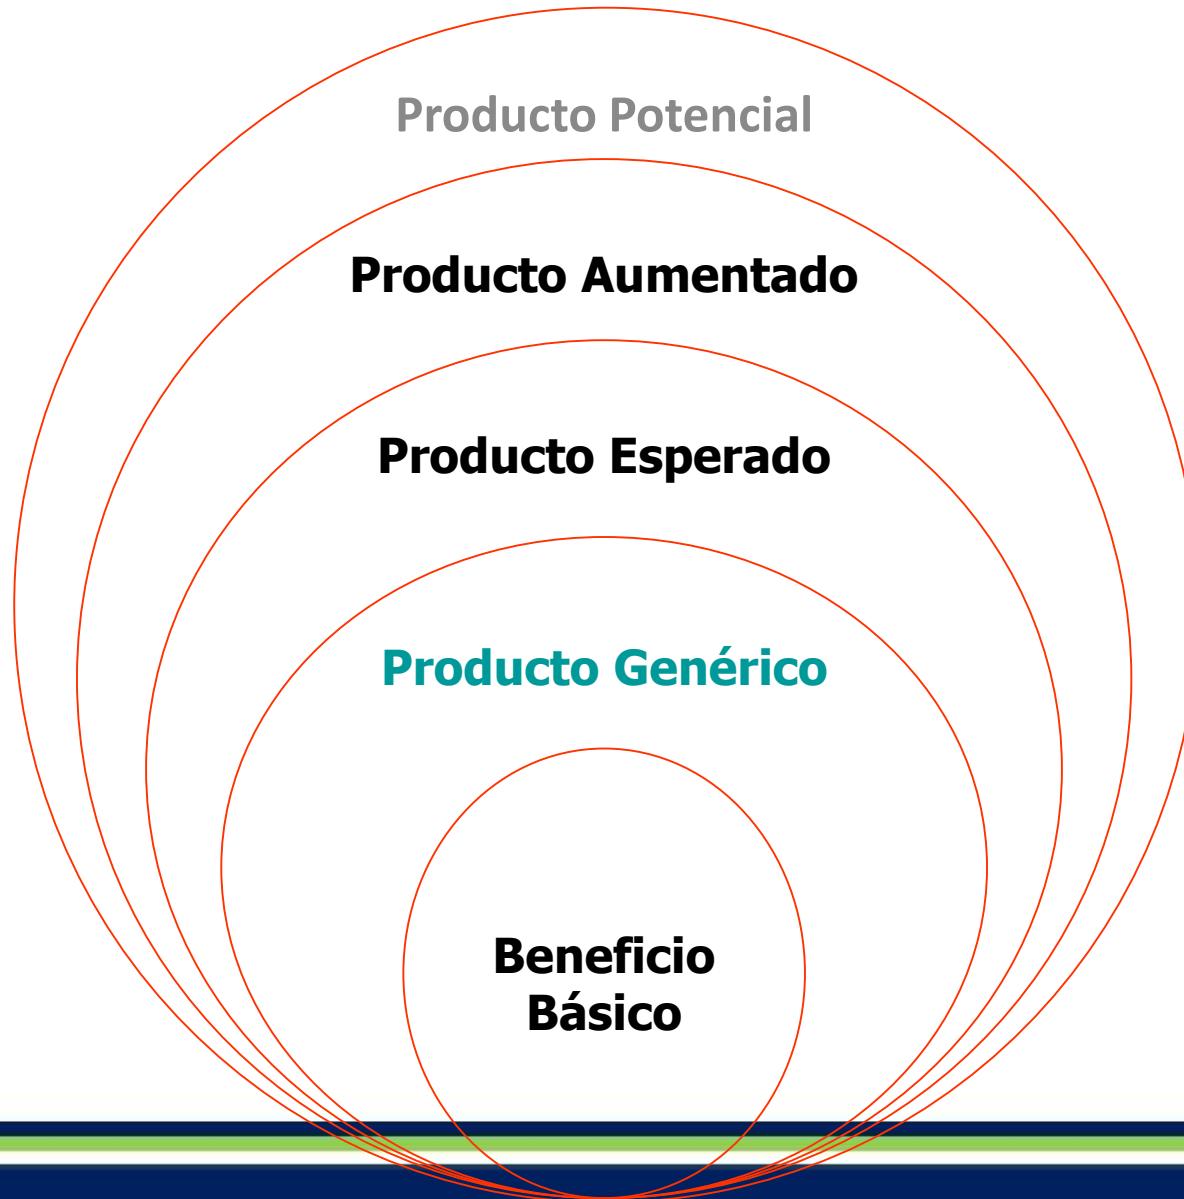 Producto Potencial
Producto Aumentado
Producto Esperado
Producto Genérico
Beneficio
Básico